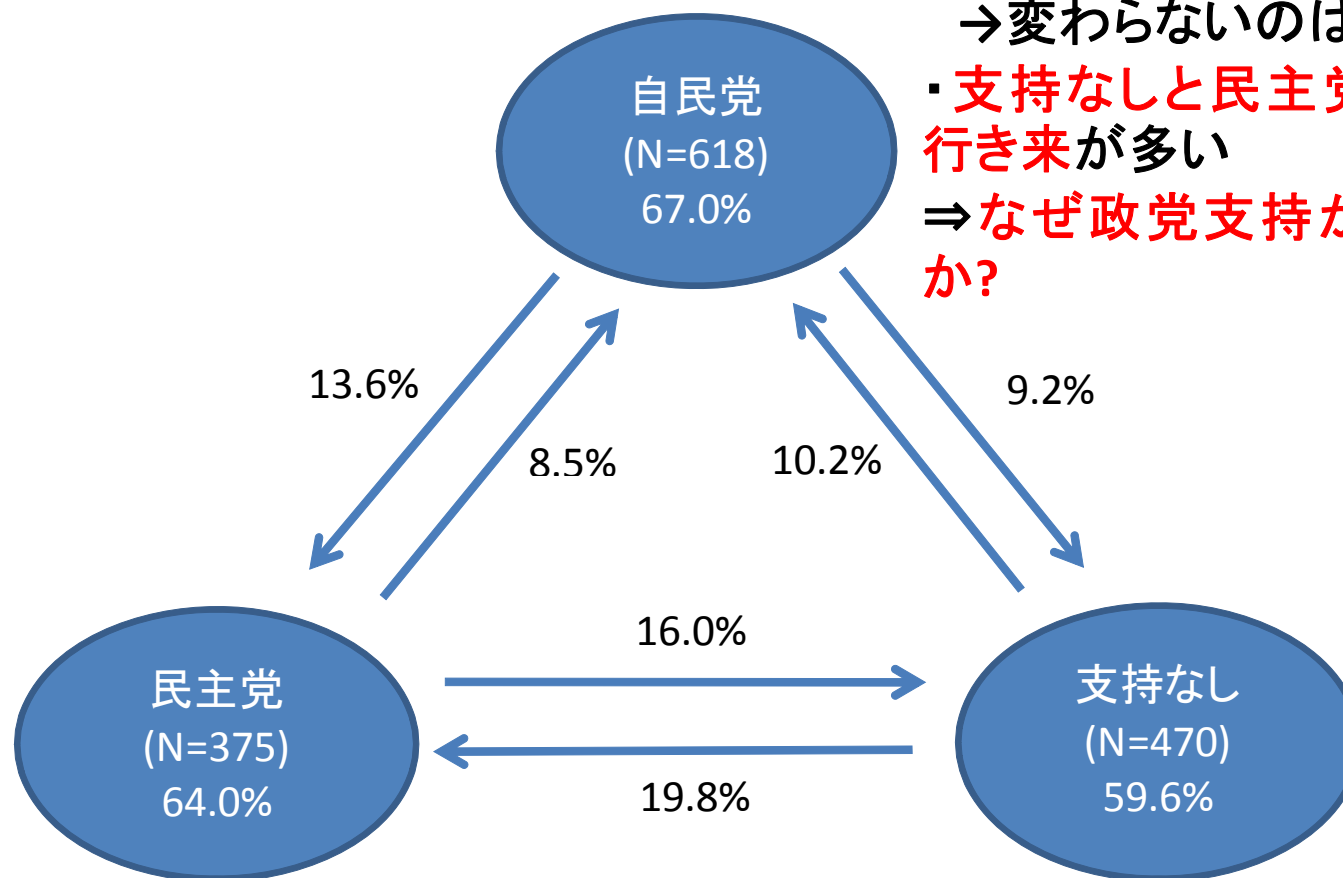 →変わらないのは
・支持なしと民主党
行き来が多い
⇒なぜ政党支持が
か?
自民党
(N=618)
67.0%
13.6%
8.5%
10.2%
9.2%
16.0%
19.8%
民主党
(N=375)
64.0%
支持なし
(N=470)
59.6%